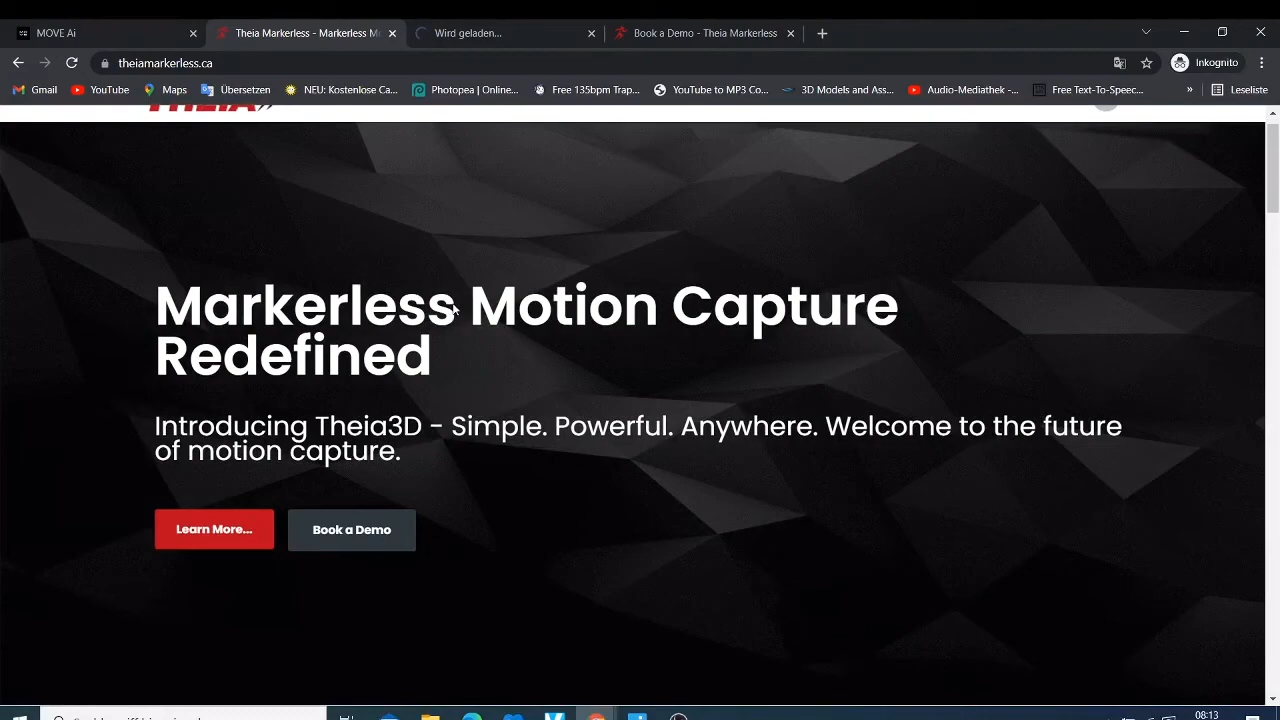 MOVE Ai
Theia Markerless - Markerless M
Wird geladen...
Book a Demo - Theia Markerless
theiamarkerless.ca
Inkognito
Gmail
YouTube
Maps
Übersetzen
NEU: Kostenlose Ca...
Photopea | Online...
Free 135bpm Trap...
YouTube to MP3 Co...
3D Models and Ass...
Audio-Mediathek -...
Free Text-To-Speec...
»
Leseliste
THEIA
Markerless Motion Capture
Redefined
Introducing Theia3D - Simple. Powerful. Anywhere. Welcome to the future
of motion capture.
Learn More...
Book a Demo
08:13